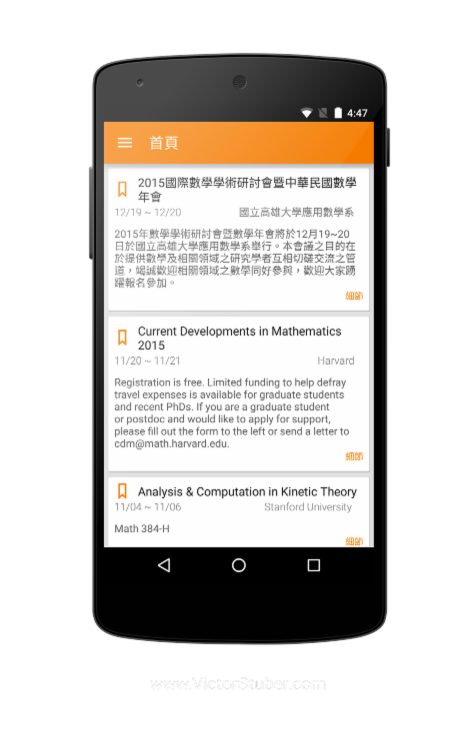 4:47
首頁
2015國際數學學術研討會暨中華民國數學
年會
12/19 ~ 12/20 國立高雄大學應用數學系
2015年數學學術研討會暨數學年會將於12月19~20
日於國立高雄大學應用數學系舉行。本會議之目的在
於提供數學及相關領域之研究學者互相切磋交流之管
道，竭誠歡迎相關領域之數學同好參與，歡迎大家踴
躍報名參加。
細節
Current Developments in Mathematics
2015
11/20 ~ 11/21 Harvard
Registration is free. Limited funding to help defray
travel expenses is available for graduate students
and recent PhDs. If you are a graduate student
or postdoc and would like to apply for support,
please fill out the form to the left or send a letter to
cdm@math.harvard.edu.
細節
Analysis & Computation in Kinetic Theory
11/04 ~ 11/06 Stanford University
Math 384-H
細節
www.VictorStuber.com